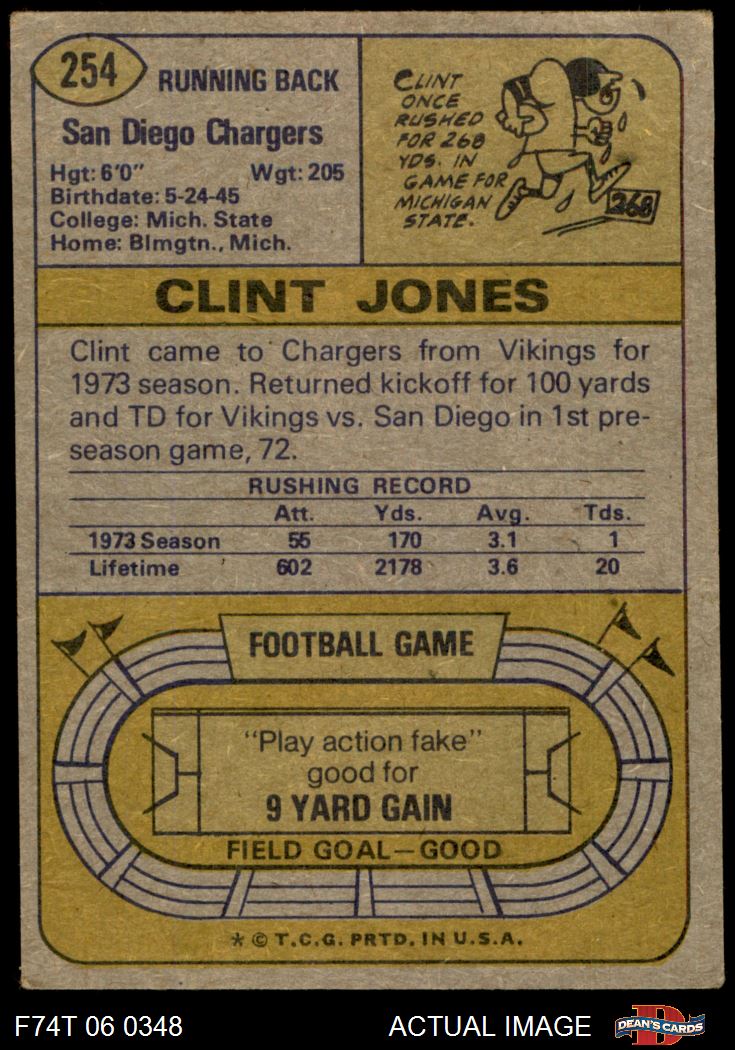 254
RUNNING BACK
San Diego Chargers
Hgt: 6'0" Wgt: 205
Birthdate: 5-24-45
College: Mich. State
Home: Blmgtn., Mich.
CLINT
ONCE
RUSHED
FOR 268
YDS. IN
GAME FOR
MICHIGAN
STATE.
268
CLINT JONES
Clint came to Chargers from Vikings for
1973 season. Returned kickoff for 100 yards
and TD for Vikings vs. San Diego in 1st pre-
season game, 72.
RUSHING RECORD
Att. Yds. Avg. Tds.
1973 Season 55 170 3.1 1
Lifetime 602 2178 3.6 20
FOOTBALL GAME
"Play action fake"
good for
9 YARD GAIN
FIELD GOAL—GOOD
* © T.C.G. PRTD. IN U.S.A.
F74T 06 0348 ACTUAL IMAGE
D
DEAN'S CARDS